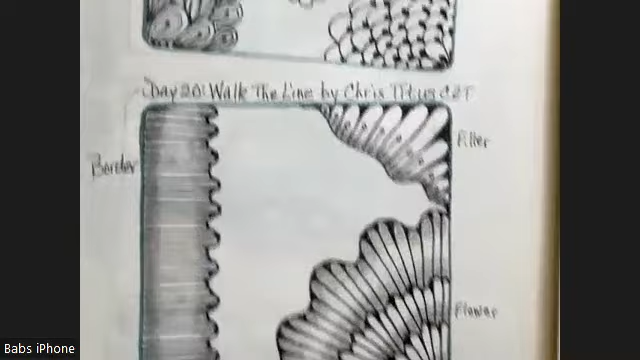 Day 20: Walk The Line by Chris Titus CZT
Filler
Border
Flower
Babs iPhone